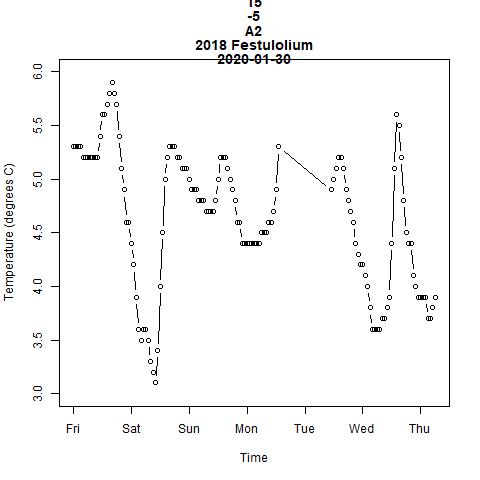 15
-5
A2
2018 Festulolium
2020-01-30
Temperature (degrees C)
6.0
5.5
5.0
4.5
4.0
3.5
3.0
Fri Sat Sun Mon Tue Wed Thu
Time